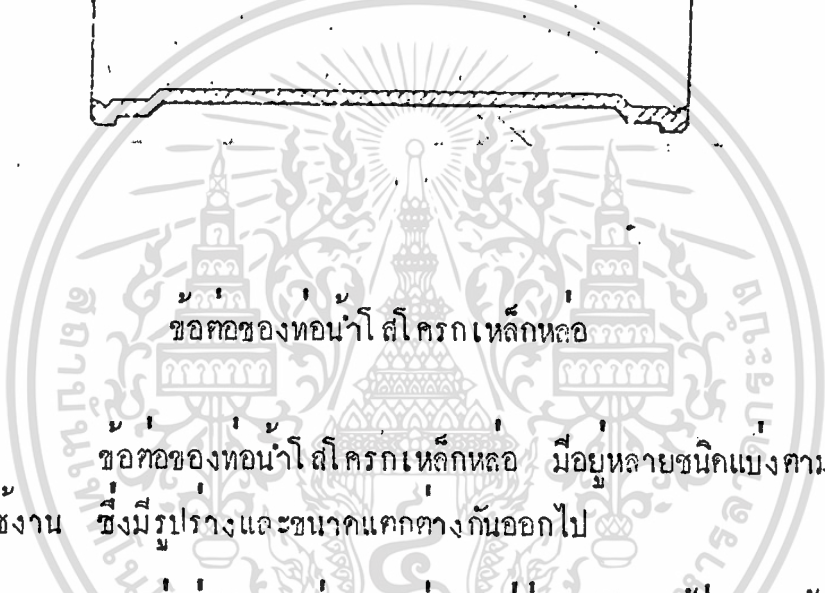 ข้อต่อของท่อน้ำโสโครกเหล็กหล่อ
ข้อต่อของท่อน้ำโสโครกเหล็กหล่อ มีอยู่หลายชนิดแบ่งตาม
ช้งาน ซึ่งมีรูปร่างและขนาดแตกต่างกันออกไป